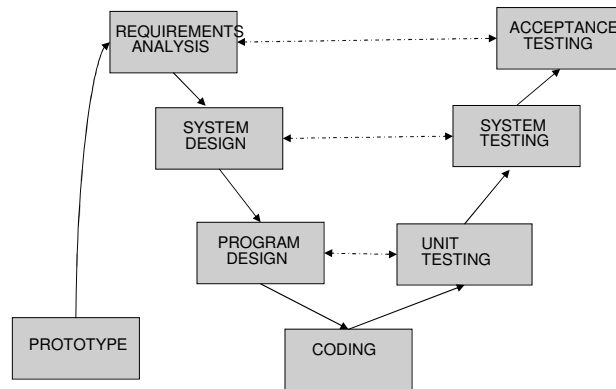 REQUIREMENTS
ANALYSIS
ACCEPTANCE
TESTING
SYSTEM
DESIGN
SYSTEM
TESTING
PROGRAM
DESIGN
UNIT
TESTING
PROTOTYPE
CODING